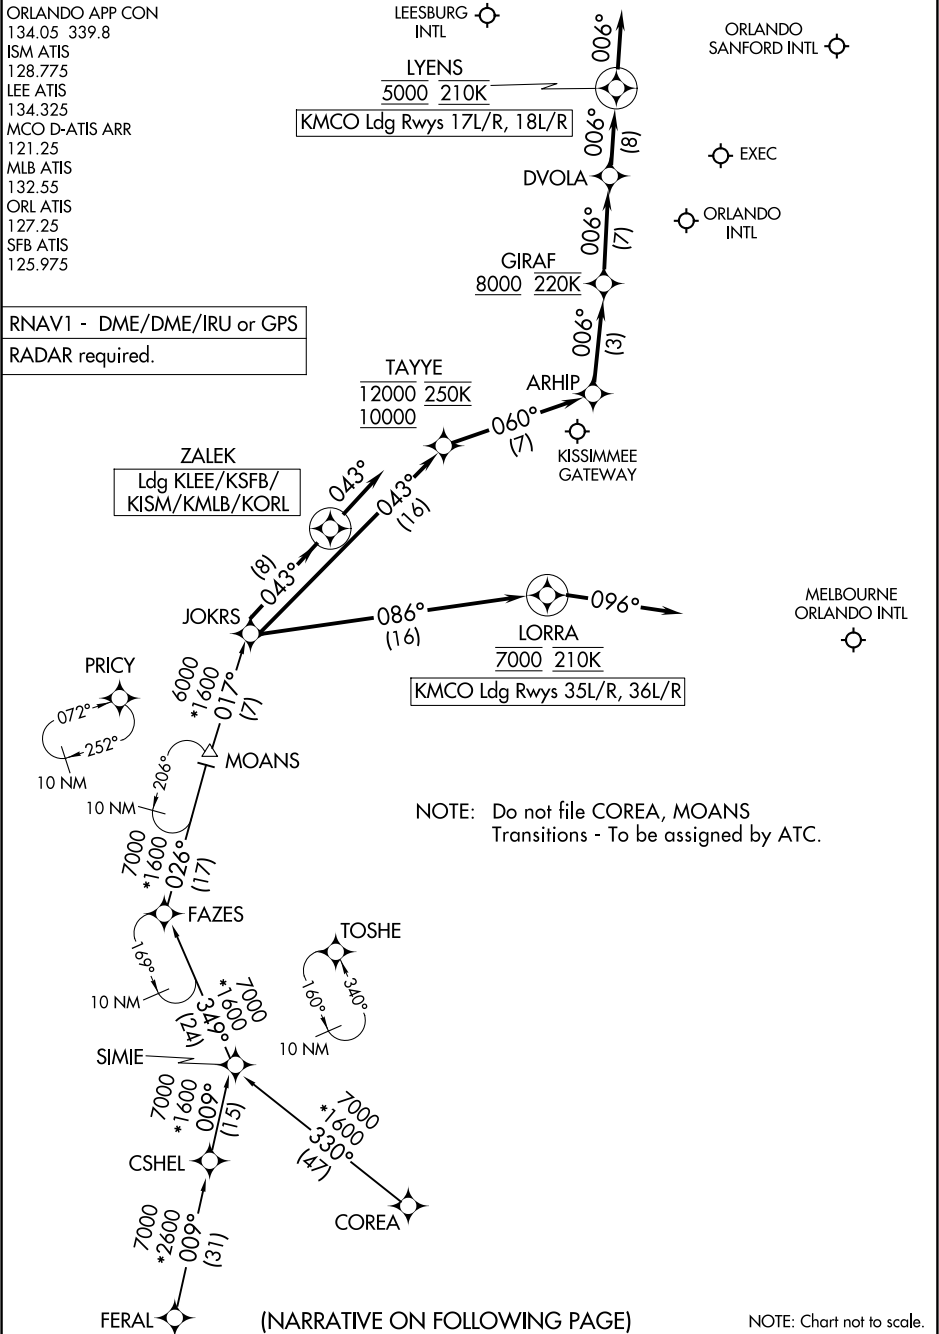 ORLANDO APP CON
134.05 339.8
ISM ATIS
128.775
LEE ATIS
134.325
MCO D-ATIS ARR
121.25
MLB ATIS
132.55
ORL ATIS
127.25
SFB ATIS
125.975
RNAV1 - DME/DME/IRU or GPS
RADAR required.
LEESBURG
INTL
ORLANDO
SANFORD INTL
006°
LYENS
5000 210K
KMCO Ldg Rwys 17L/R, 18L/R
006°
(8)
EXEC
DVOLA
ORLANDO
INTL
006°
(7)
GIRAF
8000 220K
006°
(3)
TAYYE
12000 250K
10000
ARHIP
060°
(7)
KISSIMMEE
GATEWAY
ZALEK
Ldg KLEE/KSFB/
KISM/KMLB/KORL
043°
043°
(16)
(8)
043°
JOKRS
086°
(16)
096°
LORRA
7000 210K
KMCO Ldg Rwys 35L/R, 36L/R
MELBOURNE
ORLANDO INTL
PRICY
072°
252°
10 NM
6000
*1600
017°
(7)
MOANS
206°
10 NM
NOTE: Do not file COREA, MOANS
Transitions - To be assigned by ATC.
7000
*1600
026°
(17)
FAZES
169°
10 NM
TOSHE
160°
340°
10 NM
7000
*1600
349°
(24)
SIMIE
7000
*1600
009°
(15)
7000
*1600
330°
(47)
CSHEL
COREA
7000
*2600
009°
(31)
FERAL
(NARRATIVE ON FOLLOWING PAGE)
NOTE: Chart not to scale.